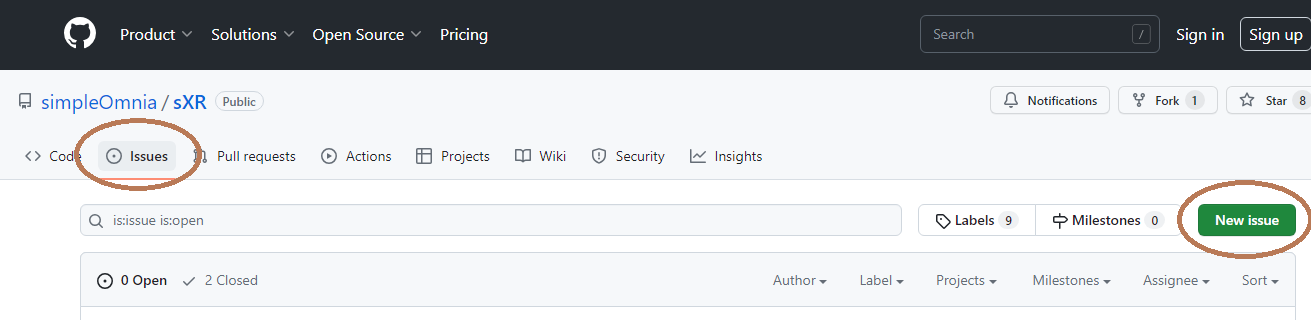 Product Solutions Open Source Pricing Search / Sign in Sign up
simpleOmnia / sXR Public Notifications Fork 1 Star 8
Code Issues Pull requests Actions Projects Wiki Security Insights
is:issue is:open Labels 9 Milestones 0 New issue
0 Open 2 Closed Author Label Projects Milestones Assignee Sort